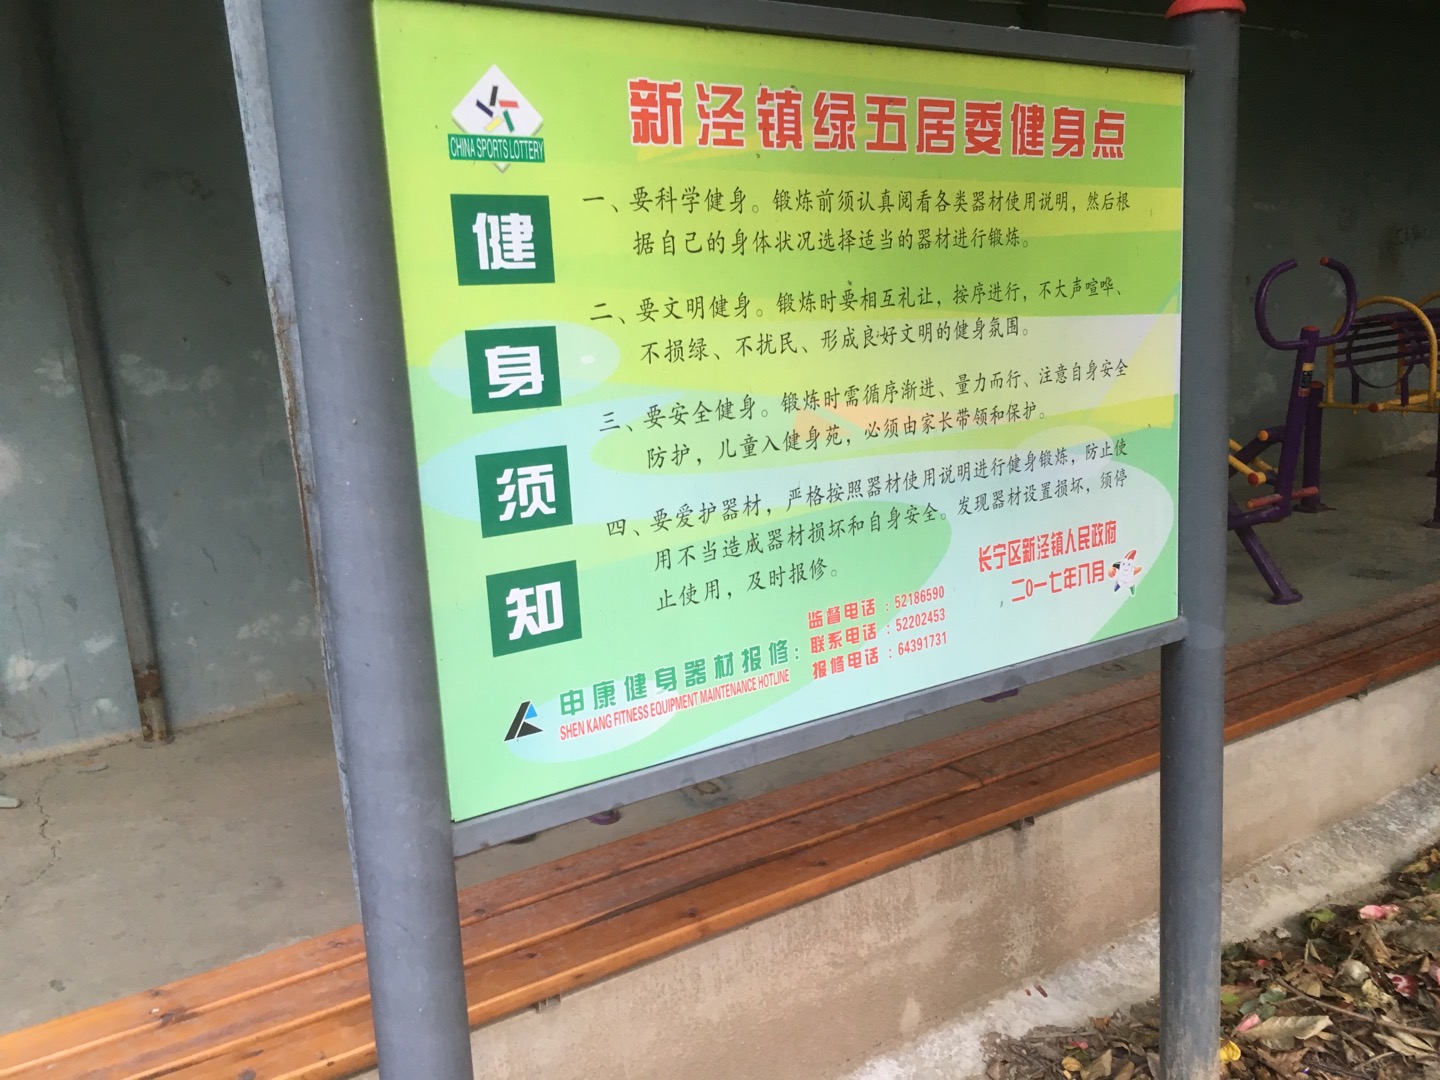 CHINA SPORTS LOTTERY
新泾镇绿五居委健身点
健
身
须
知
一、要科学健身。锻炼前须认真阅看各类器材使用说明，然后根
据自己的身体状况选择适当的器材进行锻炼。
二、要文明健身。锻炼时要相互礼让，按序进行，不大声喧哗、
不损绿、不扰民、形成良好文明的健身氛围。
三、要安全健身。锻炼时需循序渐进、量力而行、注意自身安全
防护，儿童入健身苑，必须由家长带领和保护。
四、要爱护器材，严格按照器材使用说明进行健身锻炼，防止使
用不当造成器材损坏和自身安全。发现器材设置损坏，须停
止使用，及时报修。
长宁区新泾镇人民政府
二0一七年八月
申康健身器材报修：
SHEN KANG FITNESS EQUIPMENT MAINTENANCE HOTLINE
监督电话：52186590
联系电话：52202453
报修电话：64391731